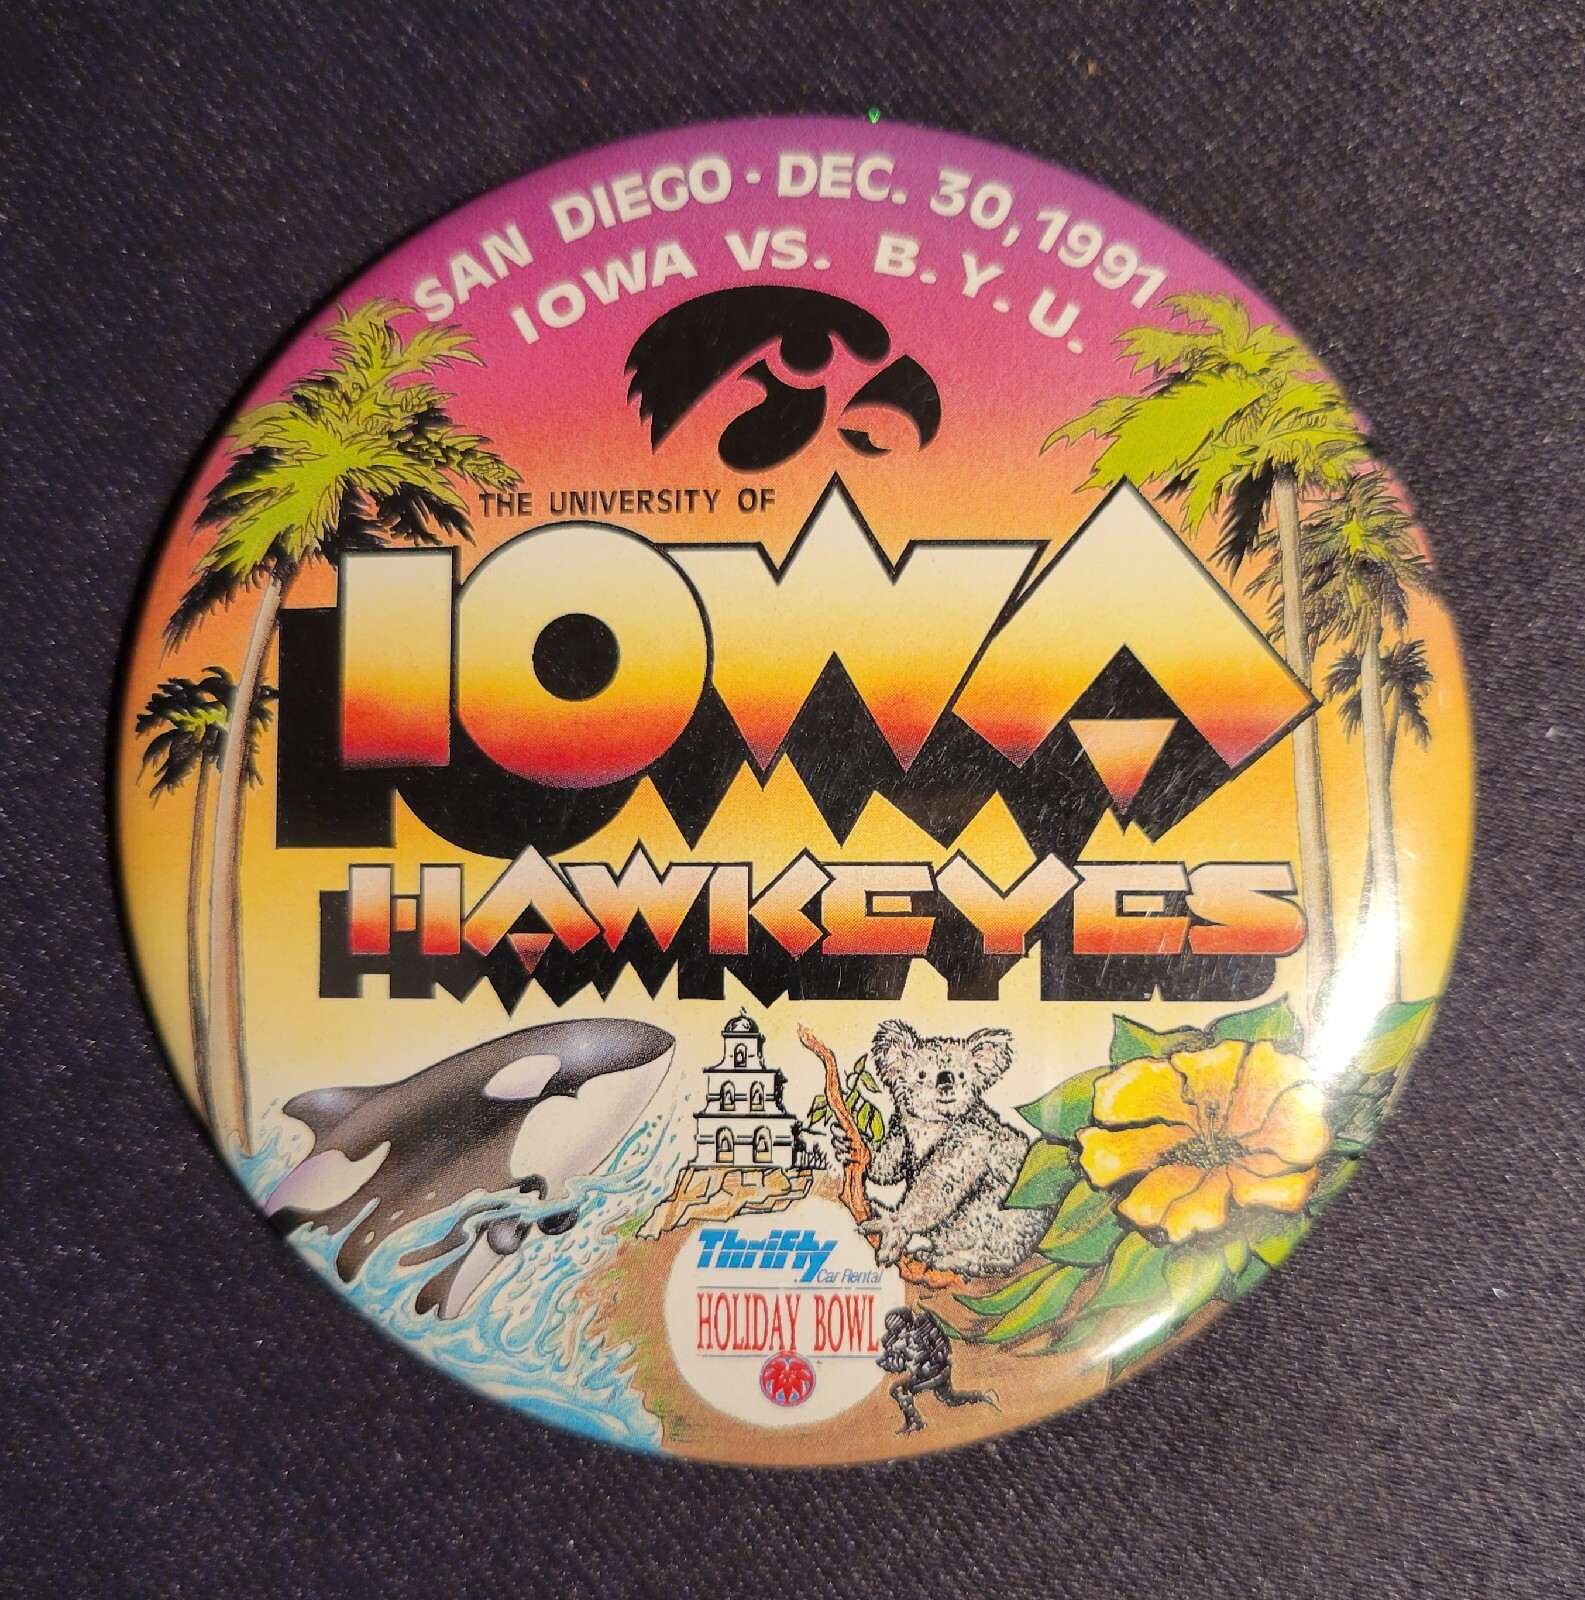 SAN DIEGO · DEC. 30, 1991
IOWA VS. B.Y.U.
THE UNIVERSITY OF
IOWA
HAWKEYES
Thrifty
Car Rental
HOLIDAY BOWL